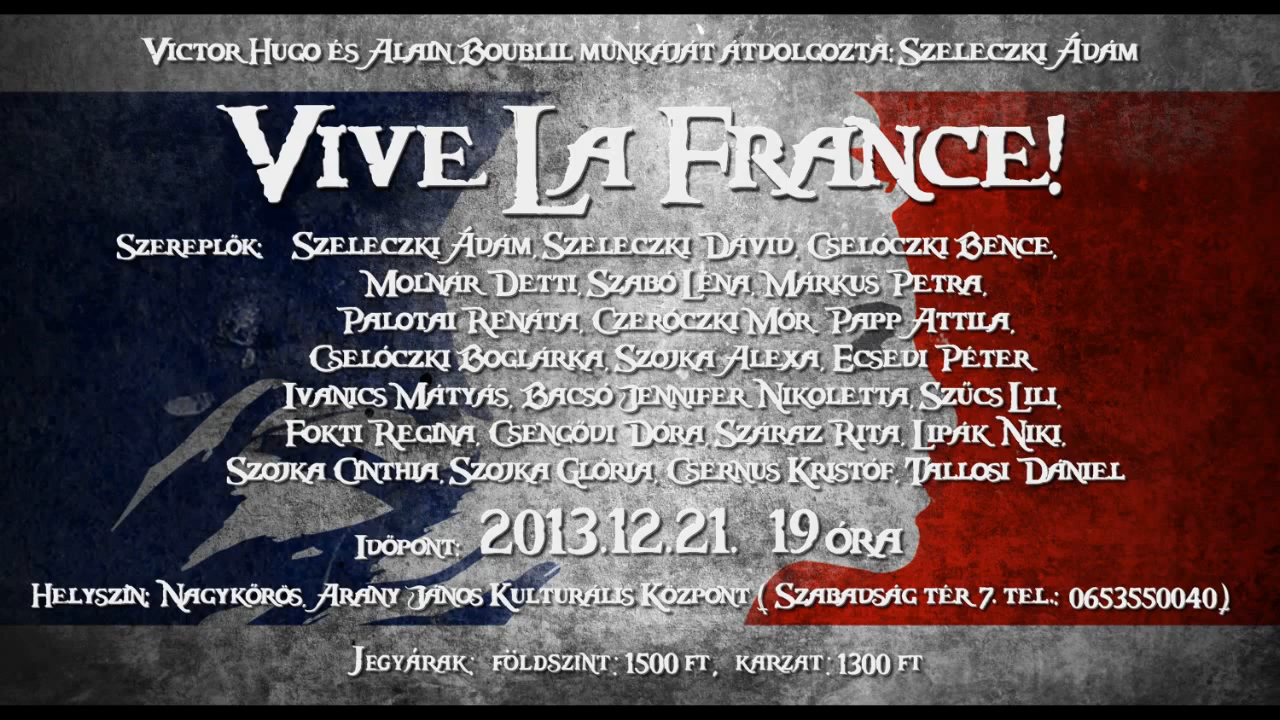 Victor Hugo és Alain Boublil munkáját átdolgozta: Szeleczki Ádám
Vive La France!
Szereplők: Szeleczki Ádám, Szeleczki Dávid, Cselóczki Bence,
Molnár Detti, Szabó Léna, Márkus Petra,
Palotai Renáta, Czeróczki Mór Papp Attila,
Cselóczki Boglárka, Szojka Alexa, Ecsedi Péter
Ivanics Mátyás, Bacsó Jennifer Nikoletta, Szűcs Lili,
Fokti Regina, Csengődi Dóra, Száraz Rita, Lipák Niki,
Szojka Cinthia, Szojka Glória, Csernus Kristóf, Tallosi Dániel
Időpont: 2013.12.21. 19 óra
Helyszín: Nagykőrös, Arany János Kulturális Központ ( Szabadság tér 7. tel.: 0653550040)
Jegyárak: földszint: 1500 ft, karzat: 1300 ft